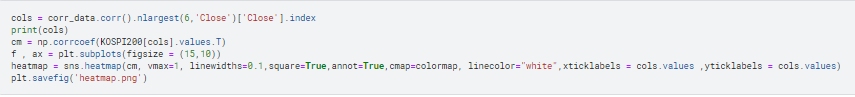 cols = corr_data.corr().nlargest(6,'Close')['Close'].index
print(cols)
cm = np.corrcoef(KOSPI200[cols].values.T)
f , ax = plt.subplots(figsize = (15,10))
heatmap = sns.heatmap(cm, vmax=1, linewidths=0.1,square=True,annot=True,cmap=colormap, linecolor="white",xticklabels = cols.values ,yticklabels = cols.values)
plt.savefig('heatmap.png')